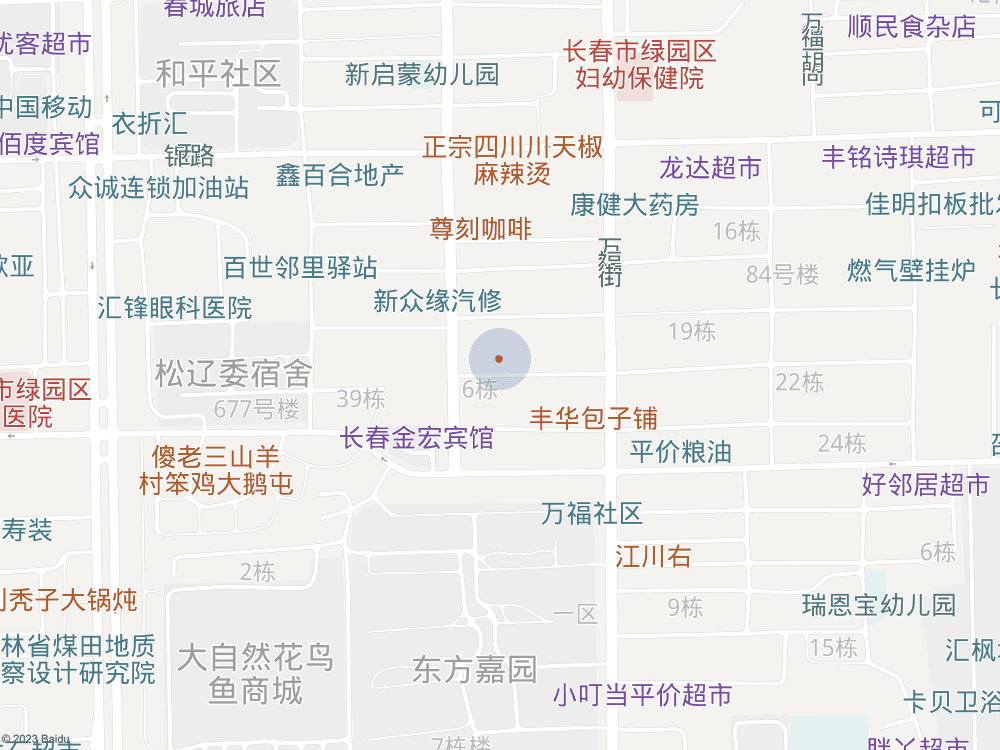 春城旅店
万福胡同
顺民食杂店
优客超市
长春市绿园区
妇幼保健院
和平社区
新启蒙幼儿园
中国移动
衣折汇
佰度宾馆
正宗四川川天椒
麻辣烫
龙达超市
丰铭诗琪超市
众诚连锁加油站
鑫百合地产
康健大药房
佳明扣板批发
尊刻咖啡
16栋
万福街
百世邻里驿站
84号楼
燃气壁挂炉
欧亚
汇锋眼科医院
新众缘汽修
19栋
松辽委宿舍
市绿园区
医院
6栋
22栋
39栋
677号楼
丰华包子铺
长春金宏宾馆
24栋
平价粮油
傻老三山羊
村笨鸡大鹅屯
好邻居超市
万福社区
寿装
江川右
6栋
2栋
秃子大锅炖
一区
9栋
瑞恩宝幼儿园
林省煤田地质
察设计研究院
大自然花鸟
鱼商城
东方嘉园
15栋
汇枫
小叮当平价超市
卡贝卫浴
7栋楼
胖丫超市
© 2023 Baidu